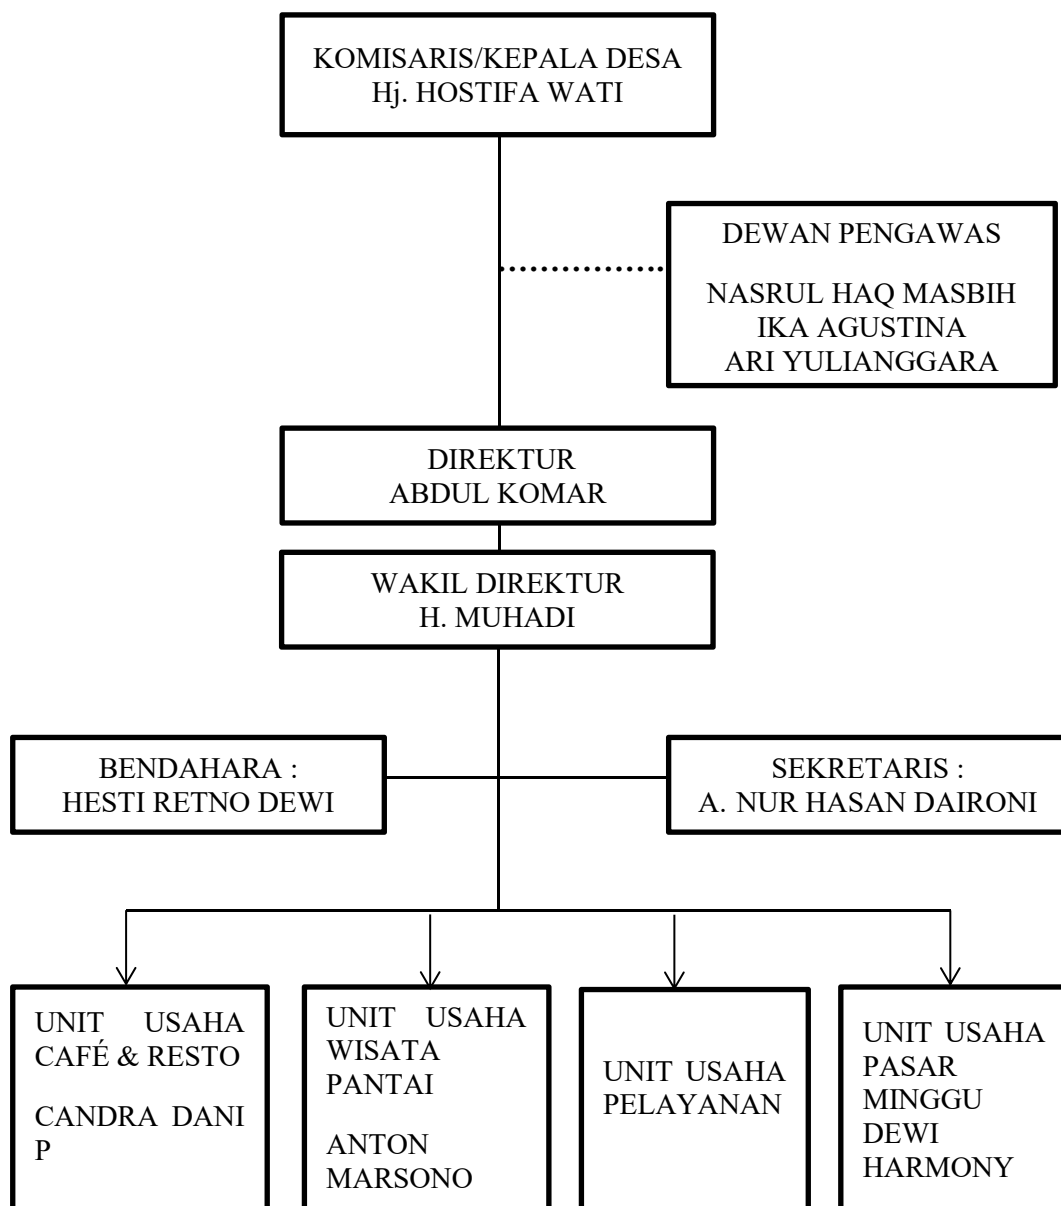 KOMISARIS/KEPALA DESA
Hj. HOSTIFA WATI
DEWAN PENGAWAS
NASRUL HAQ MASBIH
IKA AGUSTINA
ARI YULIANGGARA
DIREKTUR
ABDUL KOMAR
WAKIL DIREKTUR
H. MUHADI
BENDAHARA :
HESTI RETNO DEWI
SEKRETARIS :
A. NUR HASAN DAIRONI
UNIT USAHA
CAFÉ & RESTO
CANDRA DANI
P
UNIT USAHA
WISATA
PANTAI
ANTON
MARSONO
UNIT USAHA
PELAYANAN
UNIT USAHA
PASAR
MINGGU
DEWI
HARMONY